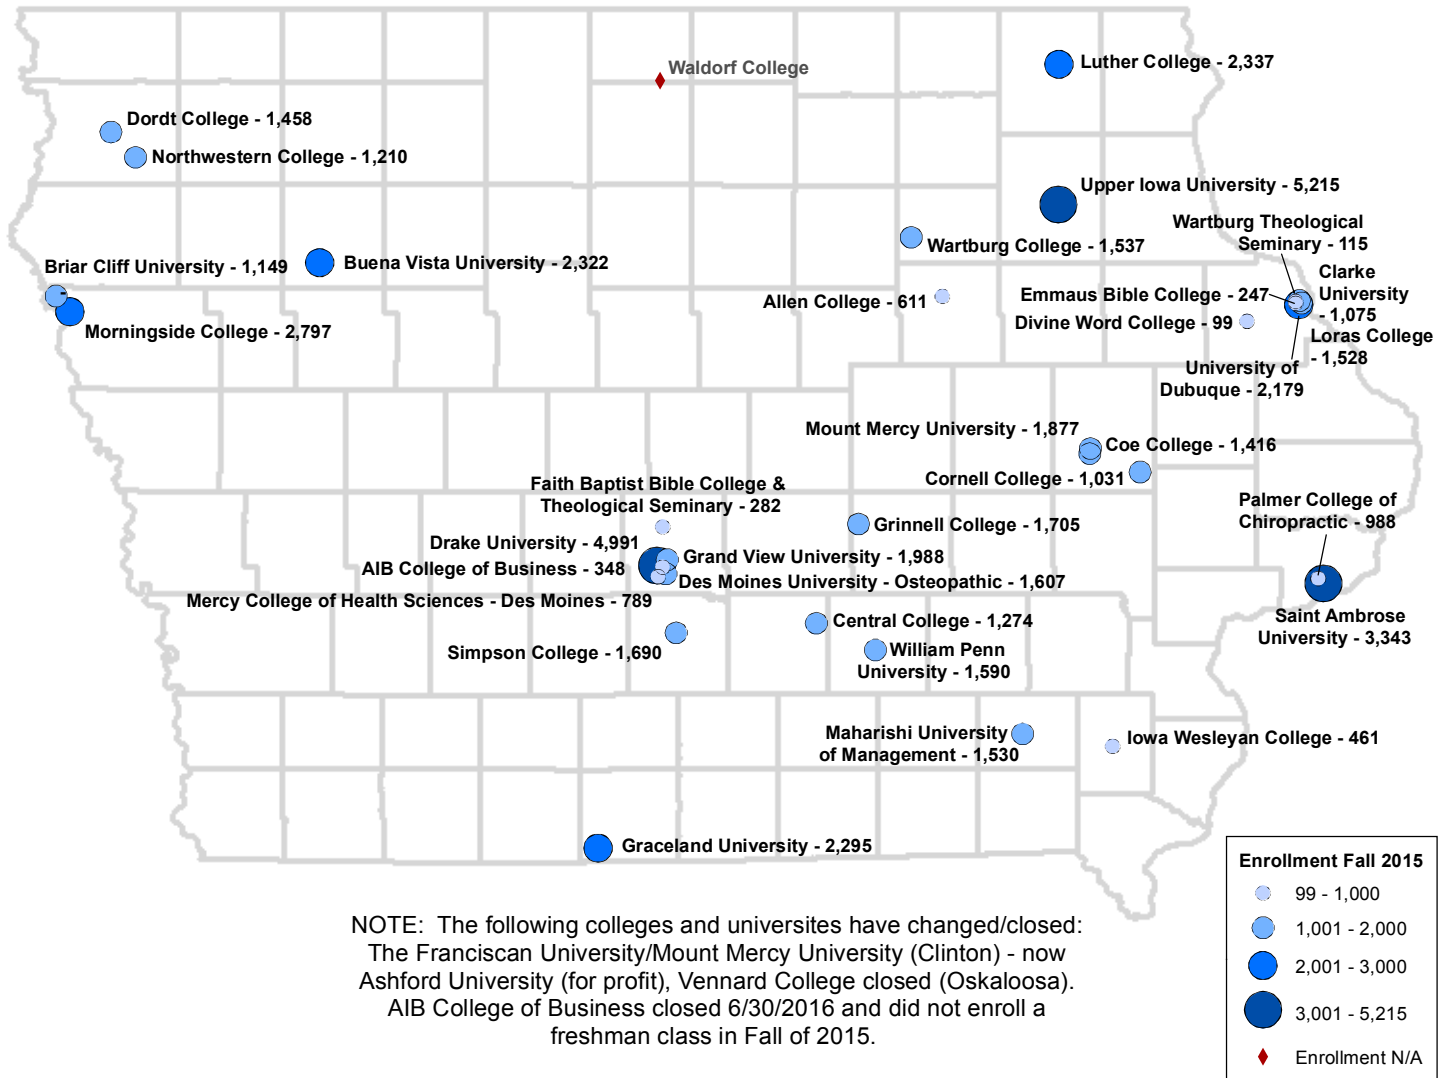 Waldorf College
Luther College - 2,337
Dordt College - 1,458
Northwestern College - 1,210
Upper Iowa University - 5,215
Wartburg Theological
Seminary - 115
Wartburg College - 1,537
Briar Cliff University - 1,149
Buena Vista University - 2,322
Clarke
University
- 1,075
Emmaus Bible College - 247
Allen College - 611
Divine Word College - 99
Morningside College - 2,797
Loras College
- 1,528
University of
Dubuque - 2,179
Mount Mercy University - 1,877
Coe College - 1,416
Cornell College - 1,031
Faith Baptist Bible College &
Theological Seminary - 282
Palmer College of
Chiropractic - 988
Grinnell College - 1,705
Drake University - 4,991
Grand View University - 1,988
AIB College of Business - 348
Des Moines University - Osteopathic - 1,607
Mercy College of Health Sciences - Des Moines - 789
Saint Ambrose
University - 3,343
Central College - 1,274
Simpson College - 1,690
William Penn
University - 1,590
Maharishi University
of Management - 1,530
Iowa Wesleyan College - 461
Graceland University - 2,295
Enrollment Fall 2015
99 - 1,000
1,001 - 2,000
2,001 - 3,000
3,001 - 5,215
Enrollment N/A
NOTE:  The following colleges and universites have changed/closed:
The Franciscan University/Mount Mercy University (Clinton) - now
Ashford University (for profit), Vennard College closed (Oskaloosa).
AIB College of Business closed 6/30/2016 and did not enroll a
freshman class in Fall of 2015.